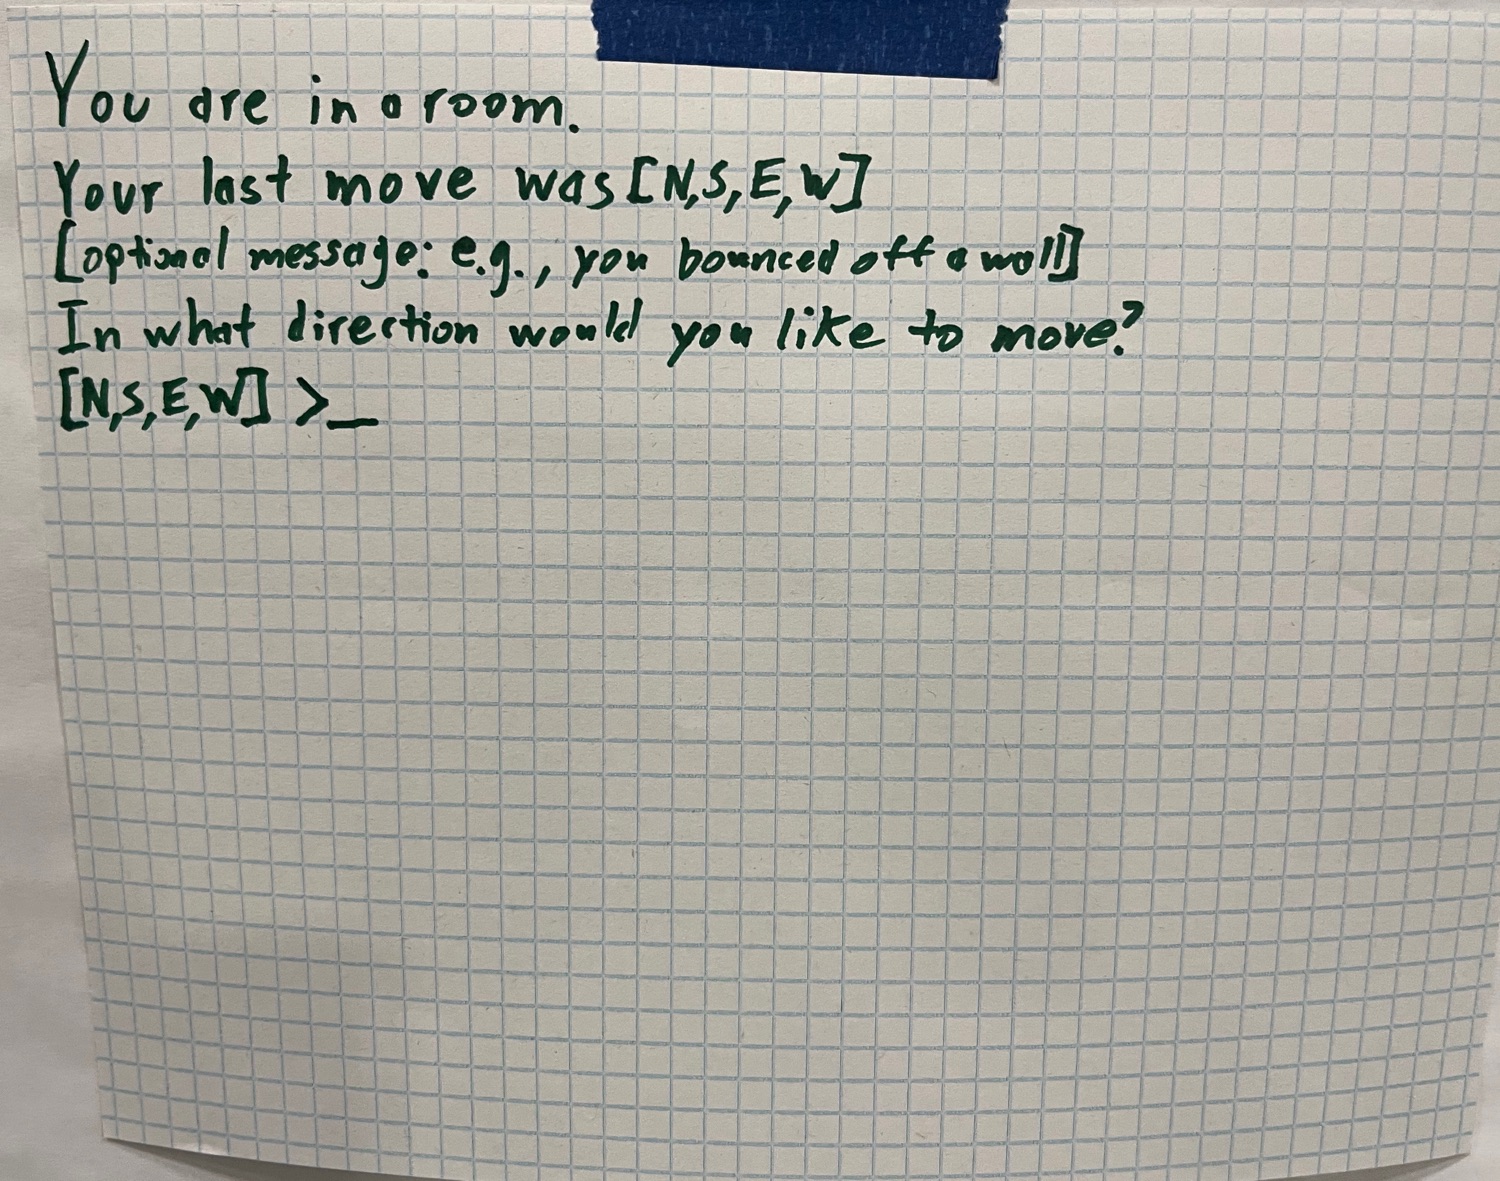 You are in a room.
Your last move was [N,S,E,W]
[optional message: e.g., you bounced off a wall]
In what direction would you like to move?
[N,S,E,W] >_